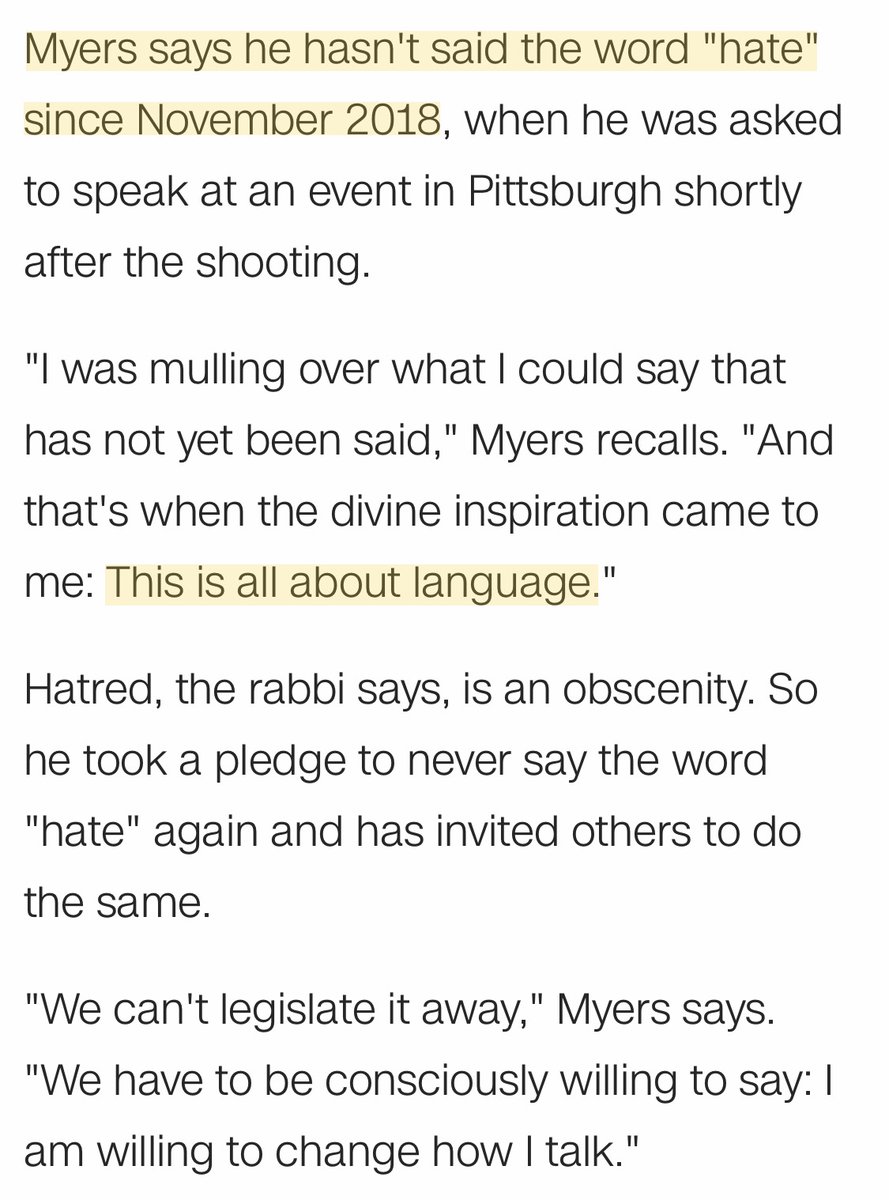 Myers says he hasn't said the word "hate"
since November 2018, when he was asked
to speak at an event in Pittsburgh shortly
after the shooting.
"I was mulling over what I could say that
has not yet been said," Myers recalls. "And
that's when the divine inspiration came to
me: This is all about language."
Hatred, the rabbi says, is an obscenity. So
he took a pledge to never say the word
"hate" again and has invited others to do
the same.
"We can't legislate it away," Myers says.
"We have to be consciously willing to say: I
am willing to change how I talk."